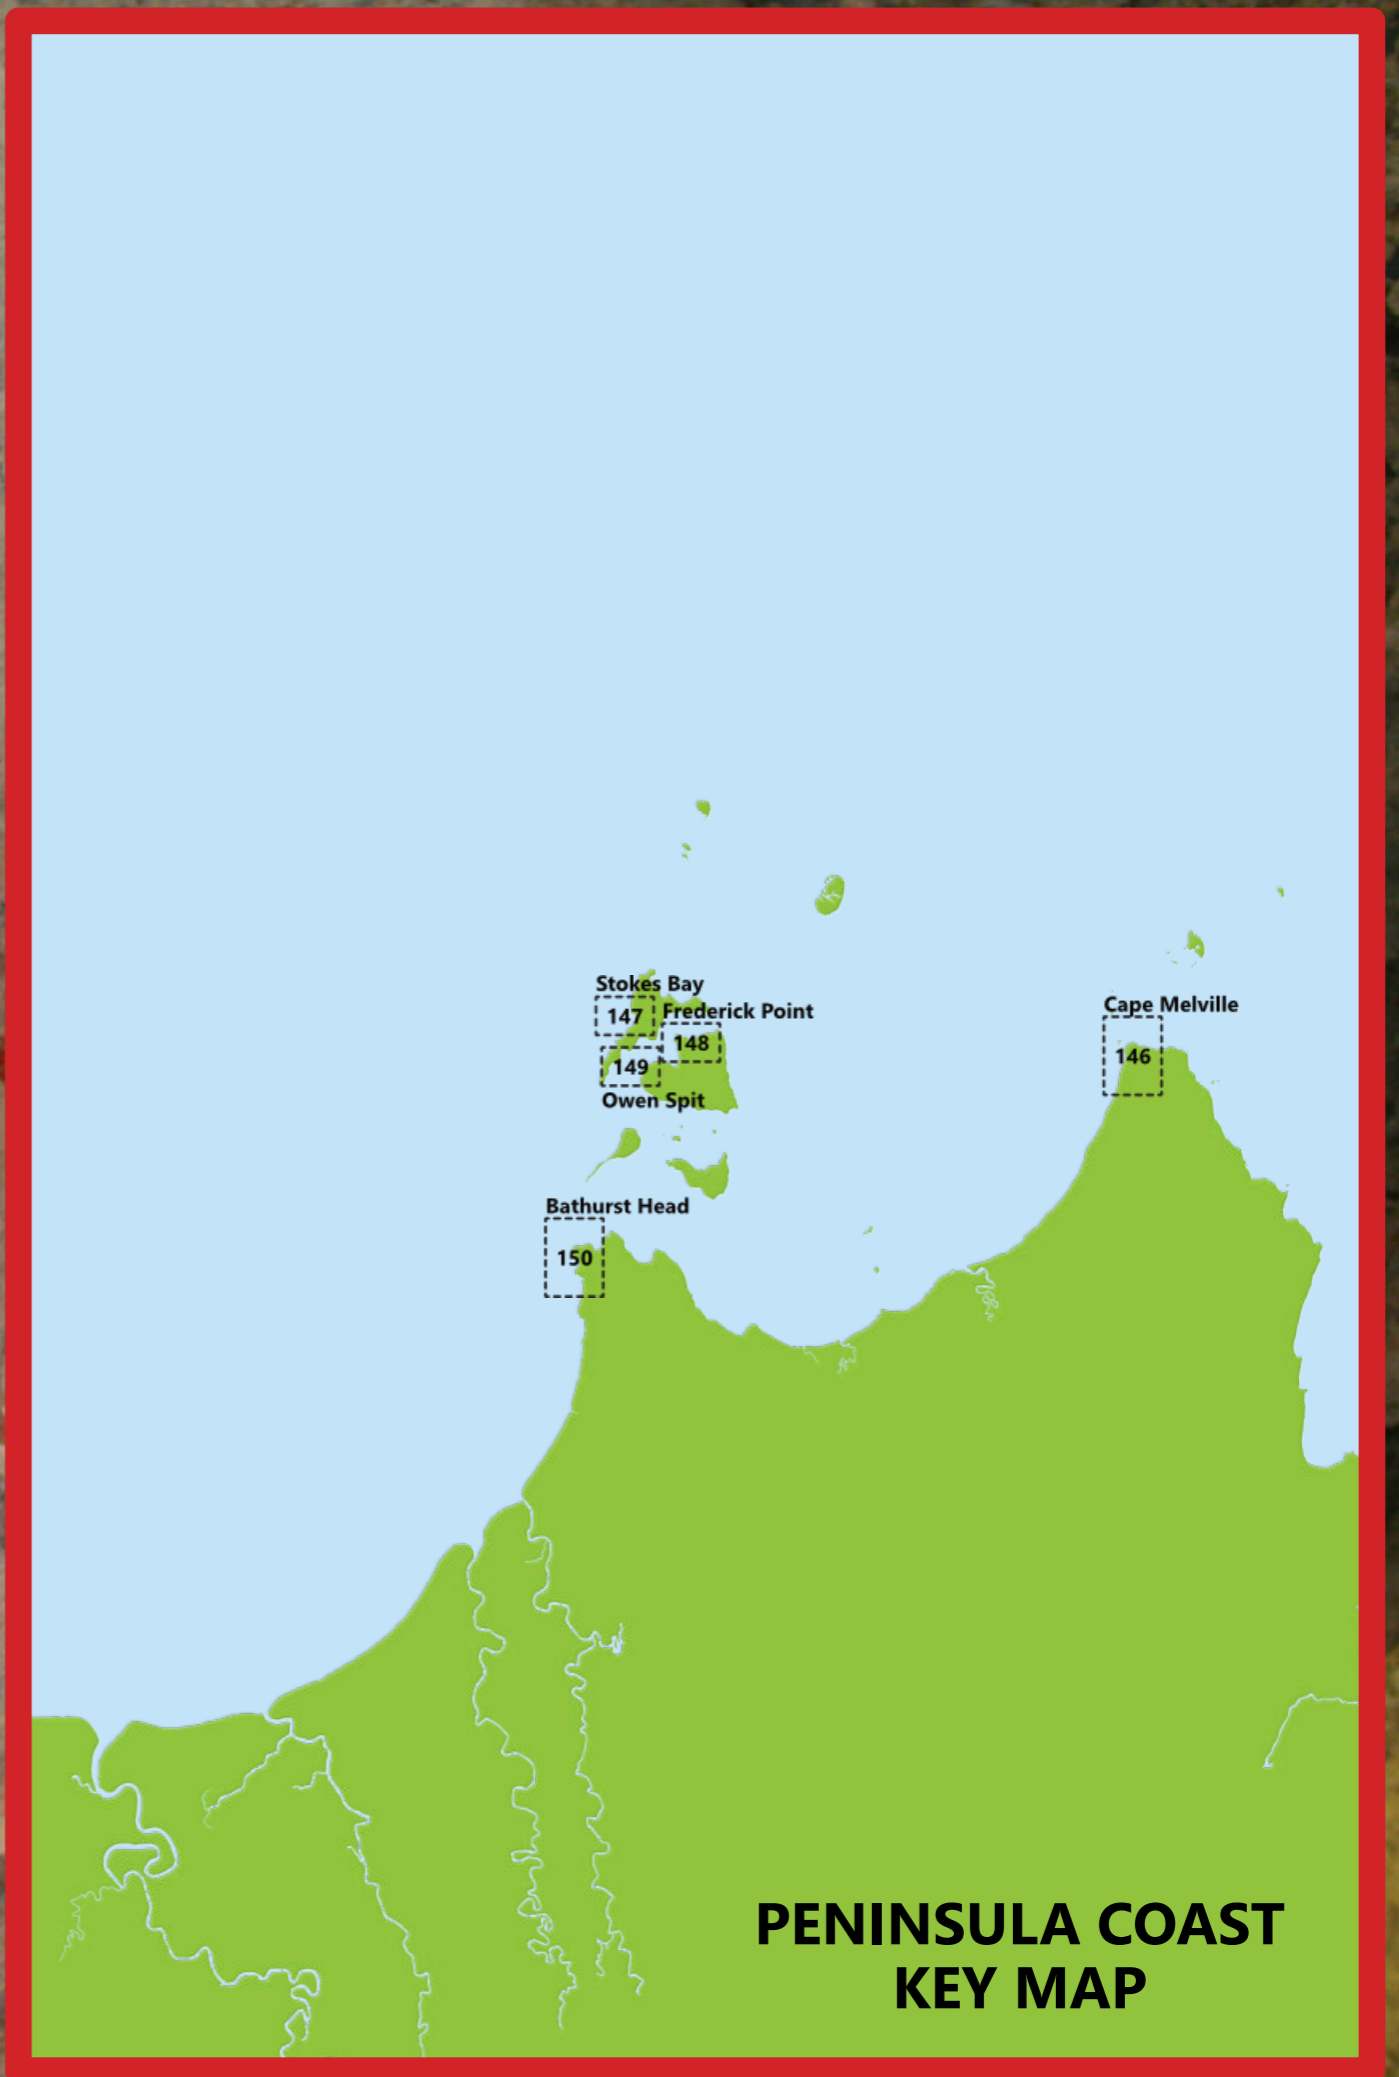 Stokes Bay
147
Frederick Point
148
149
Owen Spit
Cape Melville
146
Bathurst Head
150
PENINSULA COAST
KEY MAP